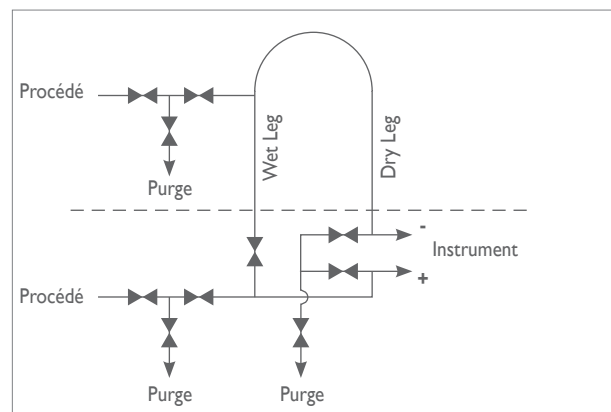 Procédé
Wet Leg
Dry Leg
Purge
-
Instrument
+
Procédé
Purge
Purge